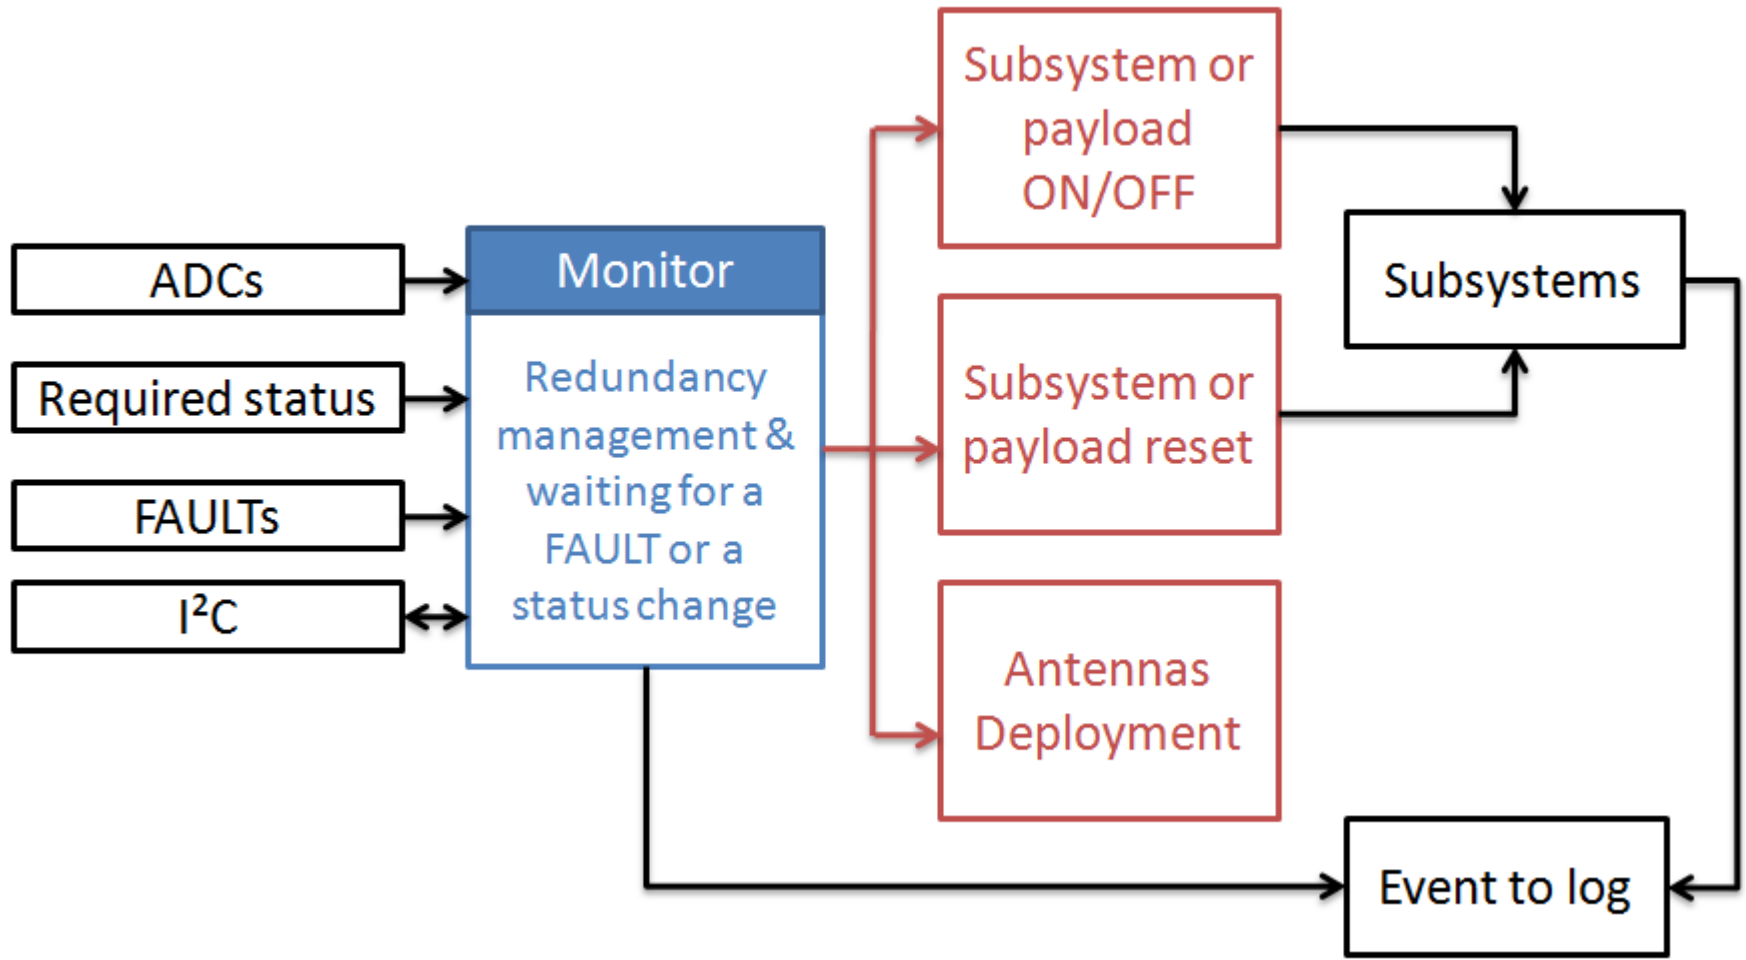 Subsystem or
payload
ON/OFF
ADCs
Monitor
Subsystems
Required status
Redundancy
management &
waiting for a
FAULT or a
status change
Subsystem or
payload reset
FAULTs
I²C
Antennas
Deployment
Event to log